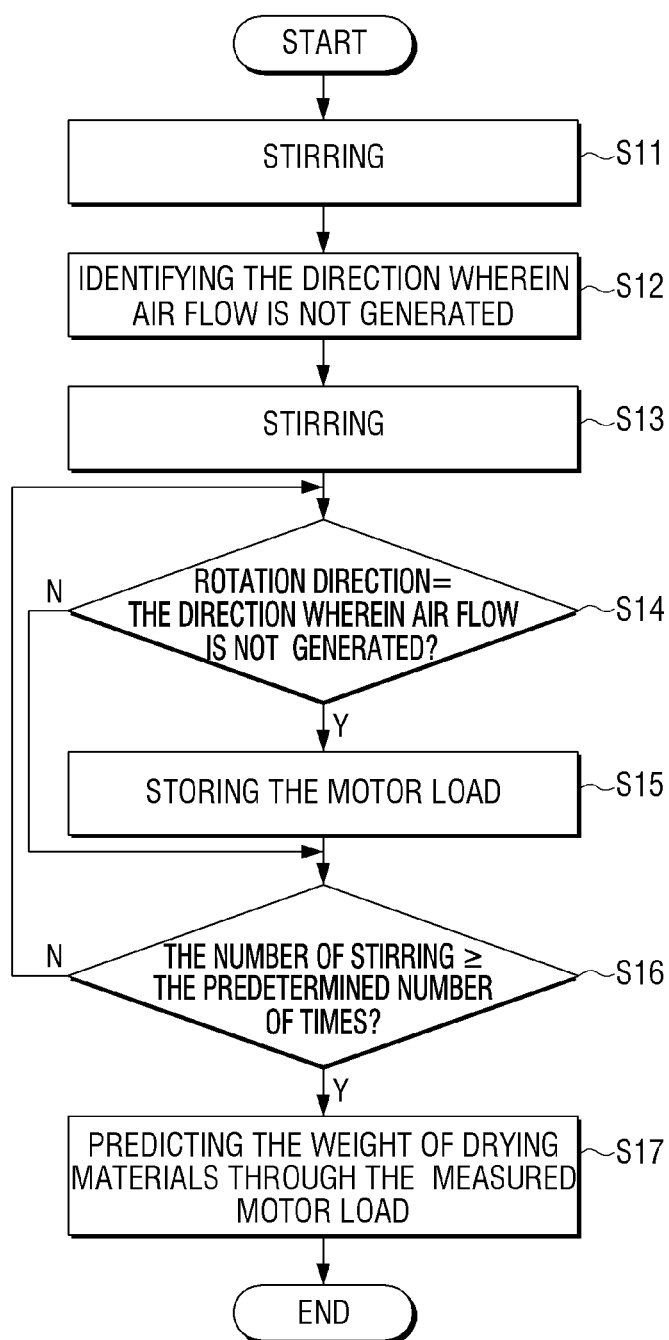 START
STIRRING
S11
IDENTIFYING THE DIRECTION WHEREIN
AIR FLOW IS NOT GENERATED
S12
STIRRING
S13
N
ROTATION DIRECTION=
THE DIRECTION WHEREIN AIR FLOW
IS NOT GENERATED?
S14
Y
STORING THE MOTOR LOAD
S15
N
THE NUMBER OF STIRRING ≥
THE PREDETERMINED NUMBER
OF TIMES?
S16
Y
PREDICTING THE WEIGHT OF DRYING
MATERIALS THROUGH THE MEASURED
MOTOR LOAD
S17
END